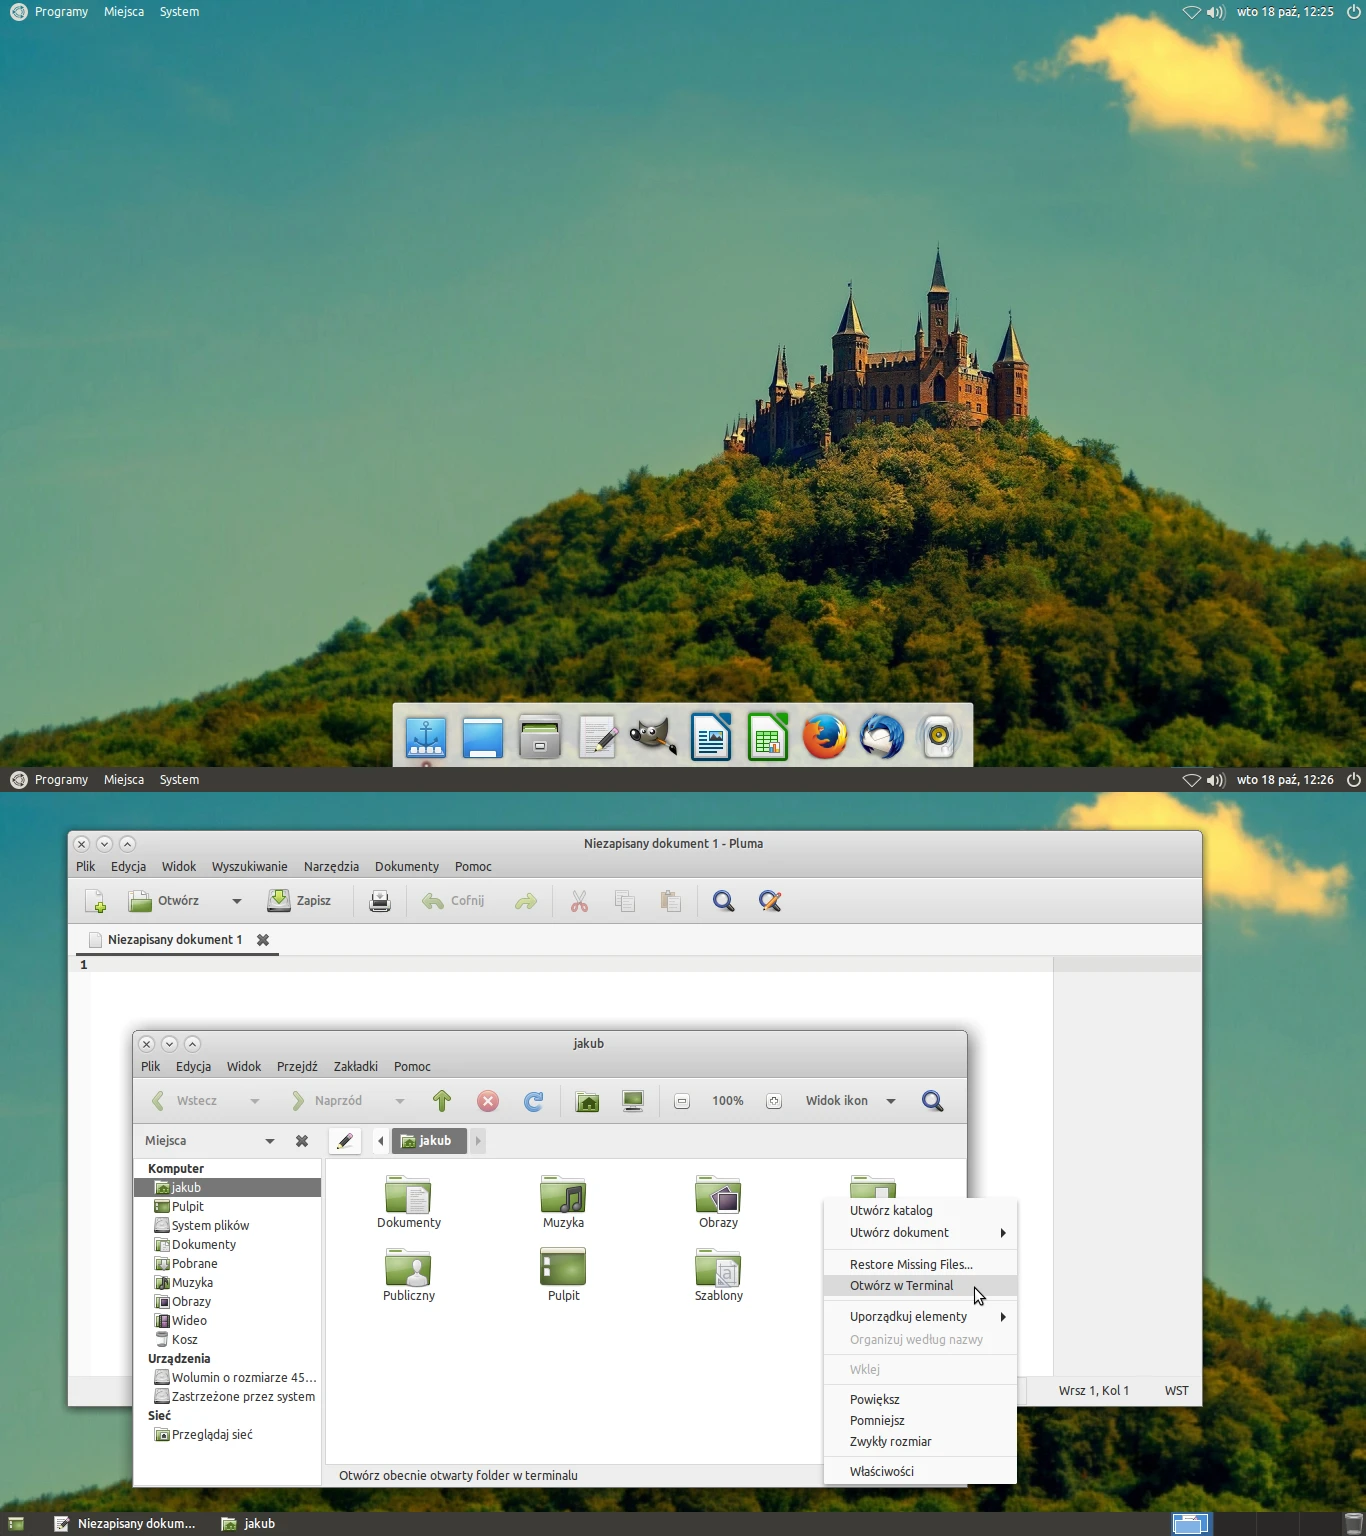 Programy Miejsca System wto 18 paź, 12:25
Programy Miejsca System wto 18 paź, 12:26
Niezapisany dokument 1 - Pluma
Plik Edycja Widok Wyszukiwanie Narzędzia Dokumenty Pomoc
Otwórz Zapisz Cofnij
Niezapisany dokument 1
1
jakub
Plik Edycja Widok Przejdź Zakładki Pomoc
Wstecz Naprzód 100% Widok ikon
Miejsca jakub
Komputer
jakub
Pulpit
System plików
Dokumenty
Pobrane
Muzyka
Obrazy
Wideo
Kosz
Urządzenia
Wolumin o rozmiarze 45...
Zastrzeżone przez system
Sieć
Przeglądaj sieć
Dokumenty Muzyka Obrazy
Publiczny Pulpit Szablony
Utwórz katalog
Utwórz dokument
Restore Missing Files...
Otwórz w Terminal
Uporządkuj elementy
Organizuj według nazwy
Wklej
Powiększ
Pomniejsz
Zwykły rozmiar
Właściwości
Otwórz obecnie otwarty folder w terminalu
Wrsz 1, Kol 1 WST
Niezapisany dokum... jakub